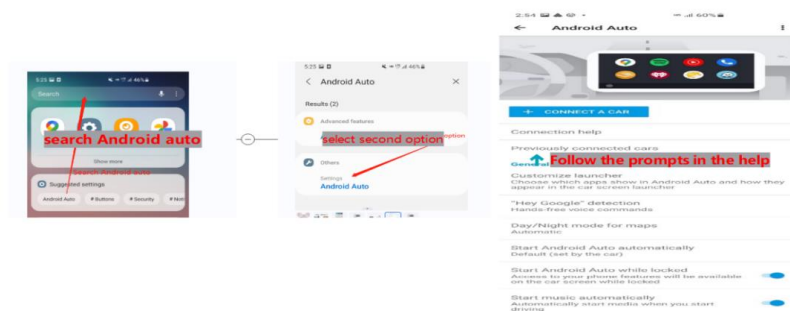 5:23
46%
Search
search Android auto
Show more
Search Android auto
Suggested settings
Android Auto
# Buttons
# Security
# Noti
5:25
46%
Android Auto
Results (2)
Advanced features
select second option
option
Others
Settings
Android Auto
2:54
60%
Android Auto
+ CONNECT A CAR
Connection help
Previously connected cars
General
Follow the prompts in the help
Customize launcher
Choose which apps show in Android Auto and how they
appear in the car screen launcher
"Hey Google" detection
Hands-free voice commands
Day/Night mode for maps
Automatic
Start Android Auto automatically
Default (set by the car)
Start Android Auto while locked
Access to your phone features will be available
on the car screen while locked
Start music automatically
Automatically start media when you start
driving